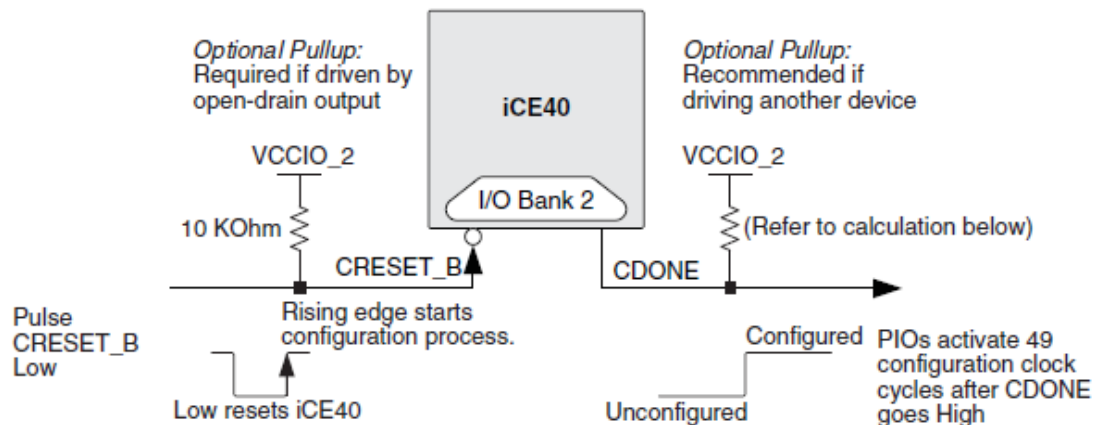 Optional Pullup:
Required if driven by
open-drain output
iCE40
Optional Pullup:
Recommended if
driving another device
VCCIO_2
VCCIO_2
I/O Bank 2
10 KOhm
(Refer to calculation below)
CRESET_B
CDONE
Pulse
CRESET_B
Low
Rising edge starts
configuration process.
Low resets iCE40
Configured
Unconfigured
PIOs activate 49
configuration clock
cycles after CDONE
goes High